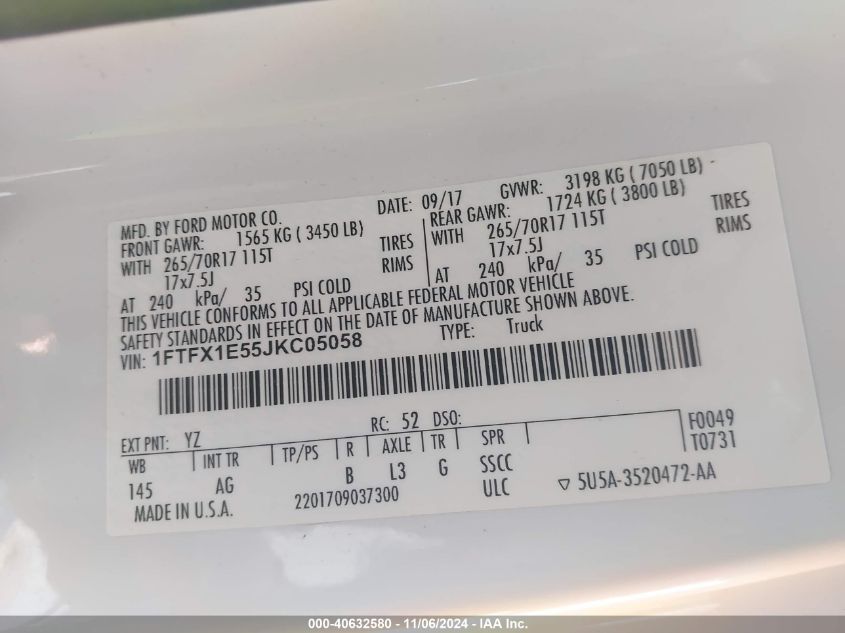 MFD. BY FORD MOTOR CO. DATE: 09/17 GVWR: 3198 KG ( 7050 LB)
FRONT GAWR: 1565 KG ( 3450 LB) REAR GAWR: 1724 KG ( 3800 LB)
WITH 265/70R17 115T TIRES WITH 265/70R17 115T TIRES
17x7.5J RIMS 17x7.5J RIMS
AT 240 kPa/ 35 PSI COLD AT 240 kPa/ 35 PSI COLD
THIS VEHICLE CONFORMS TO ALL APPLICABLE FEDERAL MOTOR VEHICLE
SAFETY STANDARDS IN EFFECT ON THE DATE OF MANUFACTURE SHOWN ABOVE.
VIN: 1FTFX1E55JKC05058 TYPE: Truck
EXT PNT: YZ RC: 52 DSO: F0049
WB INT TR TP/PS R AXLE TR SPR T0731
145 AG B L3 G SSCC
MADE IN U.S.A. 2201709037300 ULC ▽ 5U5A-3520472-AA
000-40632580 - 11/06/2024 - IAA Inc.